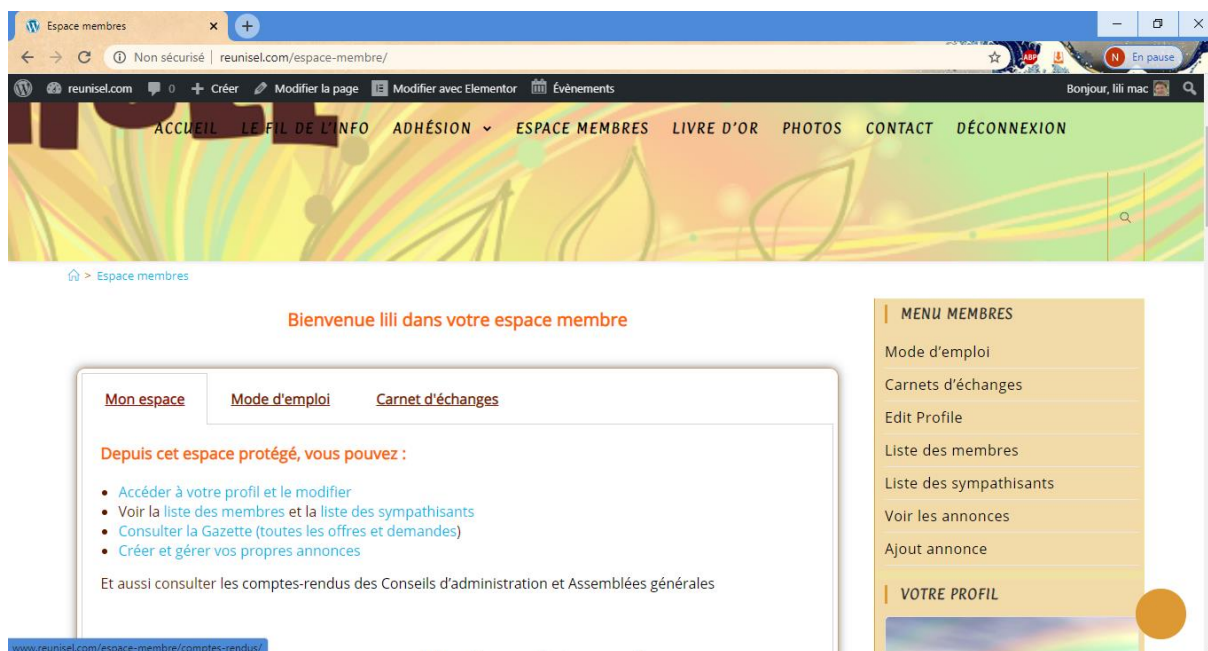 Espace membres
Non sécurisé | reunisel.com/espace-membre/
ABP
N En pause
reunisel.com 0 + Créer Modifier la page Modifier avec Elementor Évènements Bonjour, lili mac
ACCUEIL LE FIL DE L'INFO ADHÉSION ESPACE MEMBRES LIVRE D'OR PHOTOS CONTACT DÉCONNEXION
> Espace membres
Bienvenue lili dans votre espace membre
Mon espace Mode d'emploi Carnet d'échanges
Depuis cet espace protégé, vous pouvez :
• Accéder à votre profil et le modifier
• Voir la liste des membres et la liste des sympathisants
• Consulter la Gazette (toutes les offres et demandes)
• Créer et gérer vos propres annonces
Et aussi consulter les comptes-rendus des Conseils d'administration et Assemblées générales
MENU MEMBRES
Mode d'emploi
Carnets d'échanges
Edit Profile
Liste des membres
Liste des sympathisants
Voir les annonces
Ajout annonce
VOTRE PROFIL
www.reunisel.com/espace-membre/comptes-rendus/